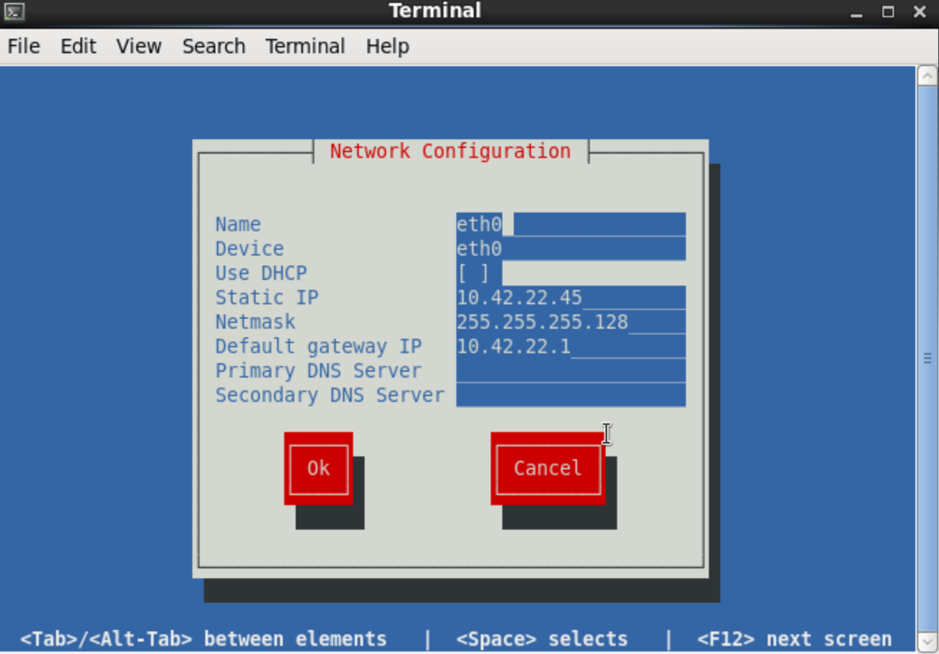 Terminal
File Edit View Search Terminal Help
Network Configuration
Name eth0
Device eth0
Use DHCP [ ]
Static IP 10.42.22.45
Netmask 255.255.255.128
Default gateway IP 10.42.22.1
Primary DNS Server
Secondary DNS Server
Ok Cancel
<Tab>/<Alt-Tab> between elements | <Space> selects | <F12> next screen